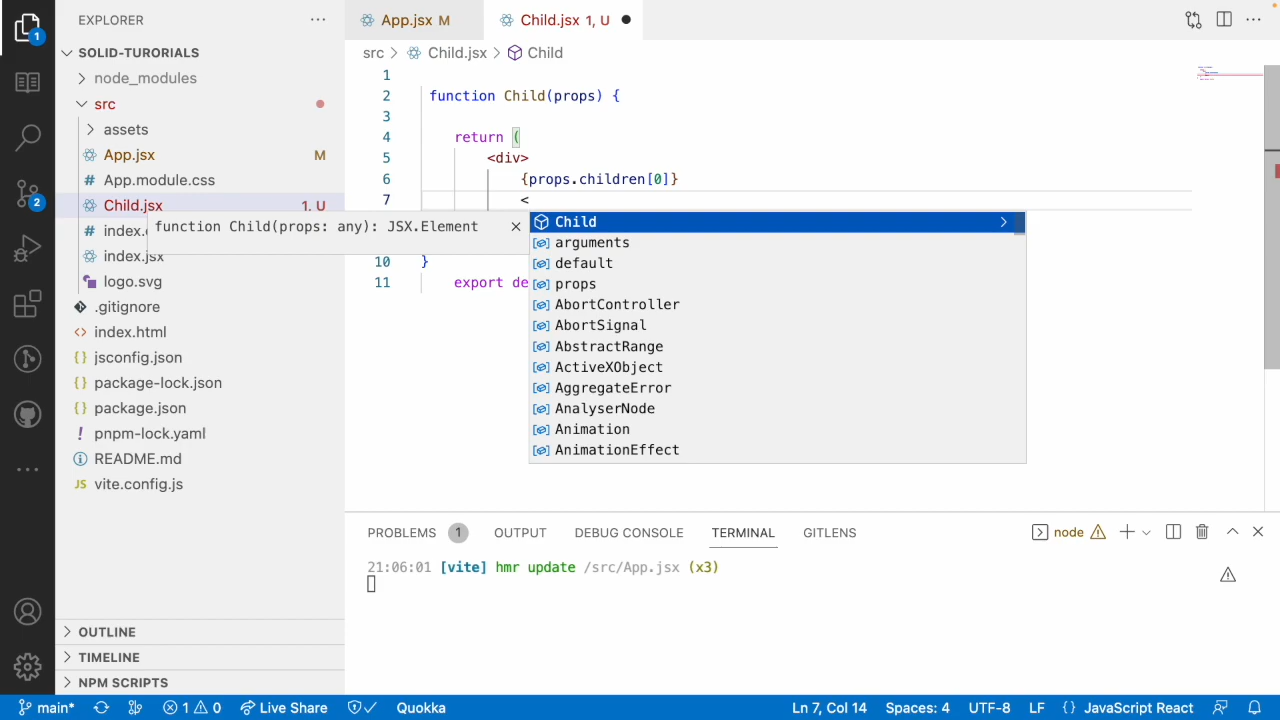 EXPLORER
SOLID-TURORIALS
node_modules
src
assets
App.jsx M
App.module.css
Child.jsx 1, U
index.c
index.jsx
logo.svg
.gitignore
index.html
jsconfig.json
package-lock.json
package.json
pnpm-lock.yaml
README.md
vite.config.js
OUTLINE
TIMELINE
NPM SCRIPTS
1
2
App.jsx M Child.jsx 1, U
src > Child.jsx > Child
1
2 function Child(props) {
3
4 return (
5 <div>
6 {props.children[0]}
7 <
function Child(props: any): JSX.Element ×
10 }
11 export de
Child
arguments
default
props
AbortController
AbortSignal
AbstractRange
ActiveXObject
AggregateError
AnalyserNode
Animation
AnimationEffect
PROBLEMS 1 OUTPUT DEBUG CONSOLE TERMINAL GITLENS node
21:06:01 [vite] hmr update /src/App.jsx (x3)
main* 1 0 Live Share Quokka Ln 7, Col 14 Spaces: 4 UTF-8 LF {} JavaScript React